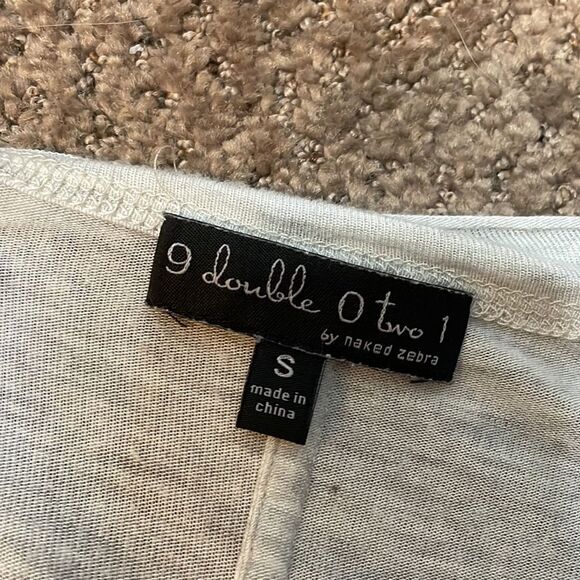 9 double 0 two 1
by naked zebra
S
made in
china